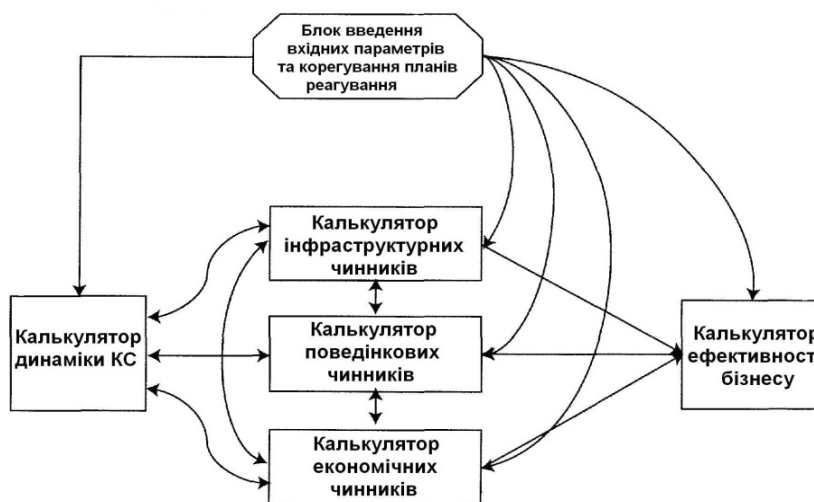 Блок введення
вхідних параметрів
та корегування планів
реагування
Калькулятор
інфраструктурних
чинників
Калькулятор
динаміки КС
Калькулятор
поведінкових
чинників
Калькулятор
ефективност
бізнесу
Калькулятор
економічних
чинників